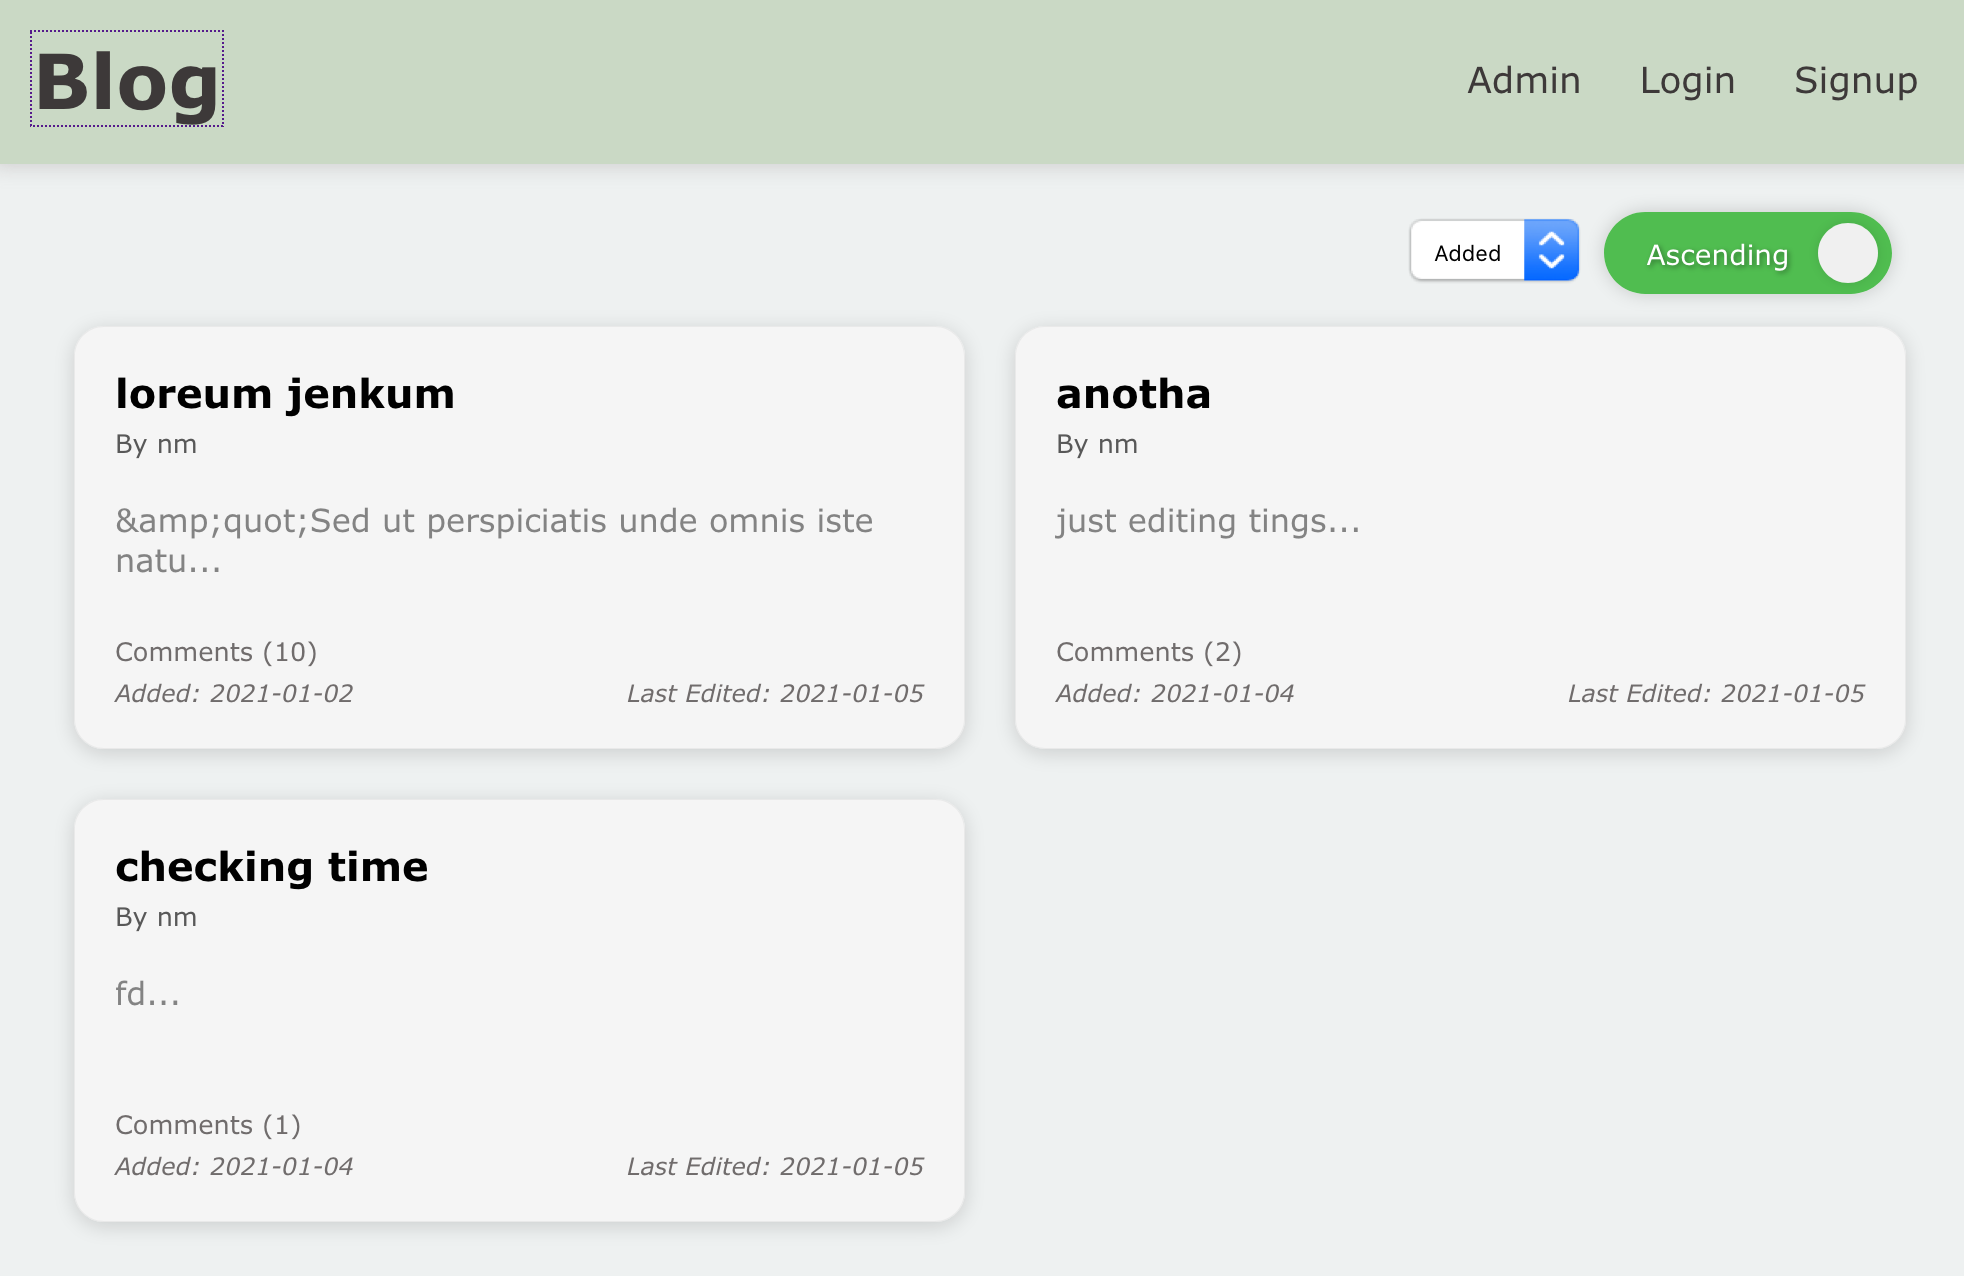 Blog
Admin Login Signup
Added
Ascending
loreum jenkum
By nm
&amp;quot;Sed ut perspiciatis unde omnis iste
natu...
Comments (10)
Added: 2021-01-02 Last Edited: 2021-01-05
anotha
By nm
just editing tings...
Comments (2)
Added: 2021-01-04 Last Edited: 2021-01-05
checking time
By nm
fd...
Comments (1)
Added: 2021-01-04 Last Edited: 2021-01-05